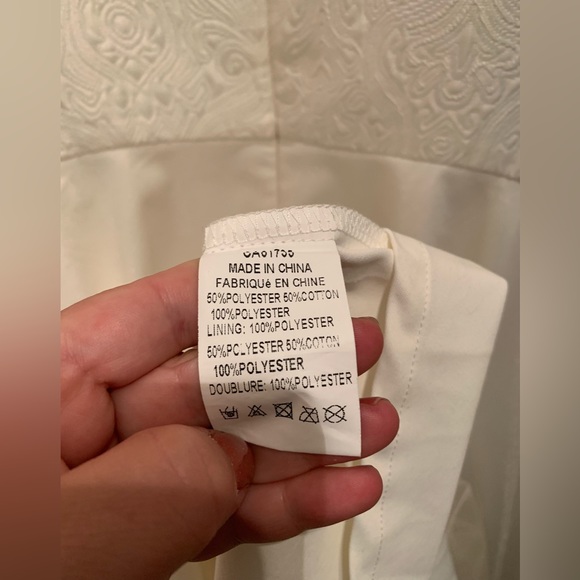 MADE IN CHINA
FABRIQUé EN CHINE
50%POLYESTER 50%COTTON
100%POLYESTER
LINING: 100%POLYESTER
50%POLYESTER 50%COTON
100%POLYESTER
DOUBLURE: 100%POLYESTER